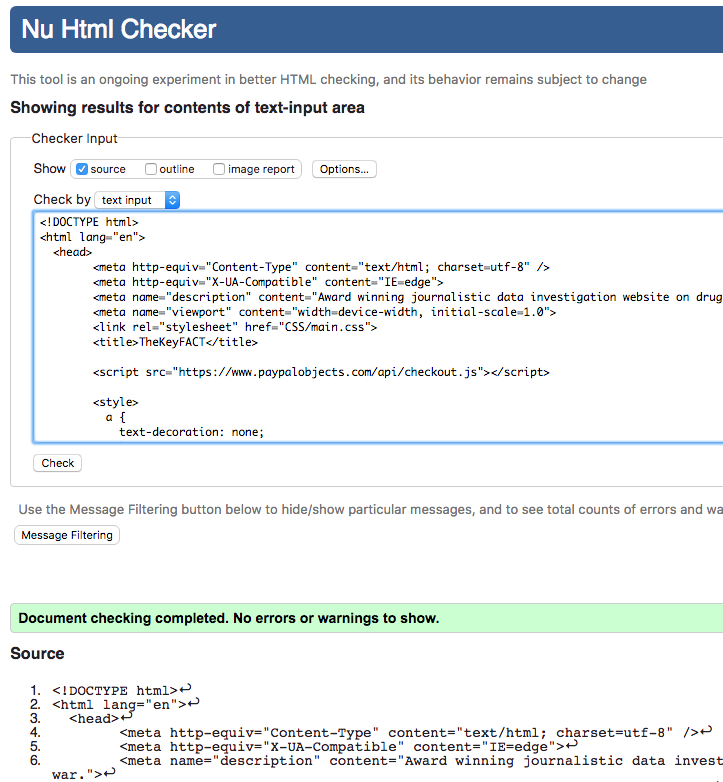 Nu Html Checker
This tool is an ongoing experiment in better HTML checking, and its behavior remains subject to change
Showing results for contents of text-input area
Checker Input
Show source outline image report Options...
Check by text input
<!DOCTYPE html>
<html lang="en">
<head>
<meta http-equiv="Content-Type" content="text/html; charset=utf-8" />
<meta http-equiv="X-UA-Compatible" content="IE=edge">
<meta name="description" content="Award winning journalistic data investigation website on drug
<meta name="viewport" content="width=device-width, initial-scale=1.0">
<link rel="stylesheet" href="CSS/main.css">
<title>TheKeyFACT</title>
<script src="https://www.paypalobjects.com/api/checkout.js"></script>
<style>
a {
text-decoration: none;
Check
Use the Message Filtering button below to hide/show particular messages, and to see total counts of errors and wa
Message Filtering
Document checking completed. No errors or warnings to show.
Source
1. <!DOCTYPE html>↩
2. <html lang="en">↩
3. <head>↩
4. <meta http-equiv="Content-Type" content="text/html; charset=utf-8" />↩
5. <meta http-equiv="X-UA-Compatible" content="IE=edge">↩
6. <meta name="description" content="Award winning journalistic data invest
war.">↩